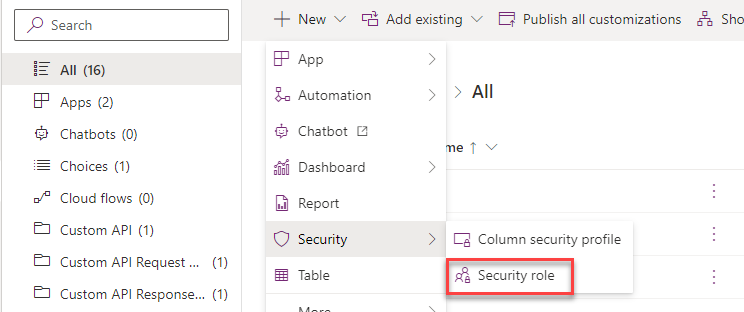 Search
All (16)
Apps (2)
Chatbots (0)
Choices (1)
Cloud flows (0)
Custom API (1)
Custom API Request ... (1)
Custom API Response... (1)
New
Add existing
Publish all customizations
Sho
App
Automation
Chatbot
Dashboard
Report
Security
Table
More
> All
me ↑
Column security profile
Security role